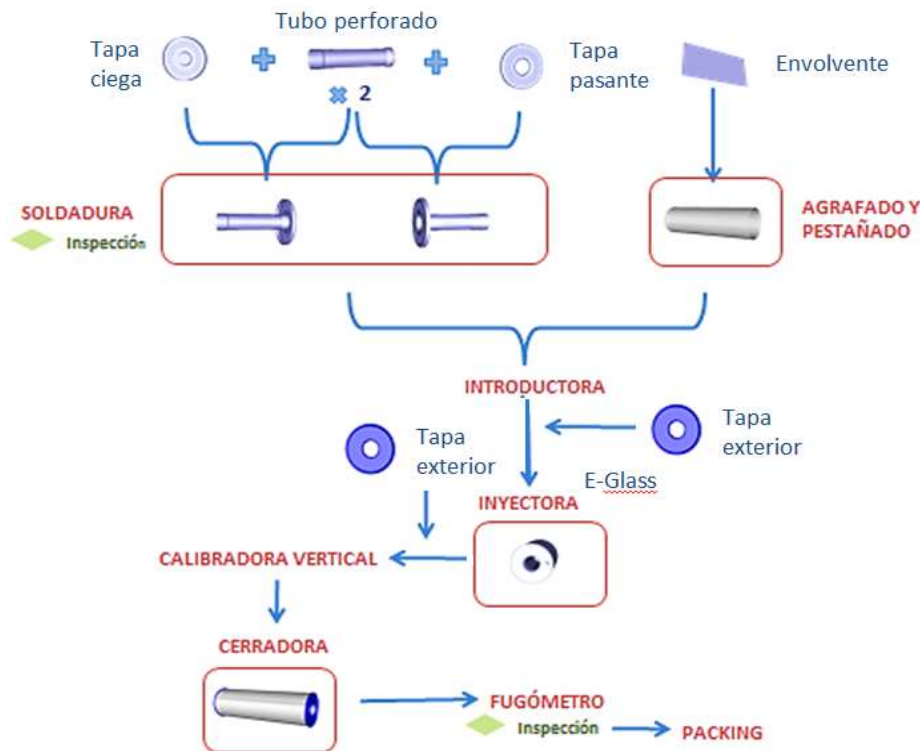 Tubo perforado
Tapa
ciega
Tapa
pasante
Envolvente
2
SOLDADURA
Inspección
AGRAFADO Y
PESTAÑADO
INTRODUCTORA
Tapa
exterior
Tapa
exterior
E-Glass
INYECTORA
CALIBRADORA VERTICAL
CERRADORA
FUGÓMETRO
Inspección
PACKING